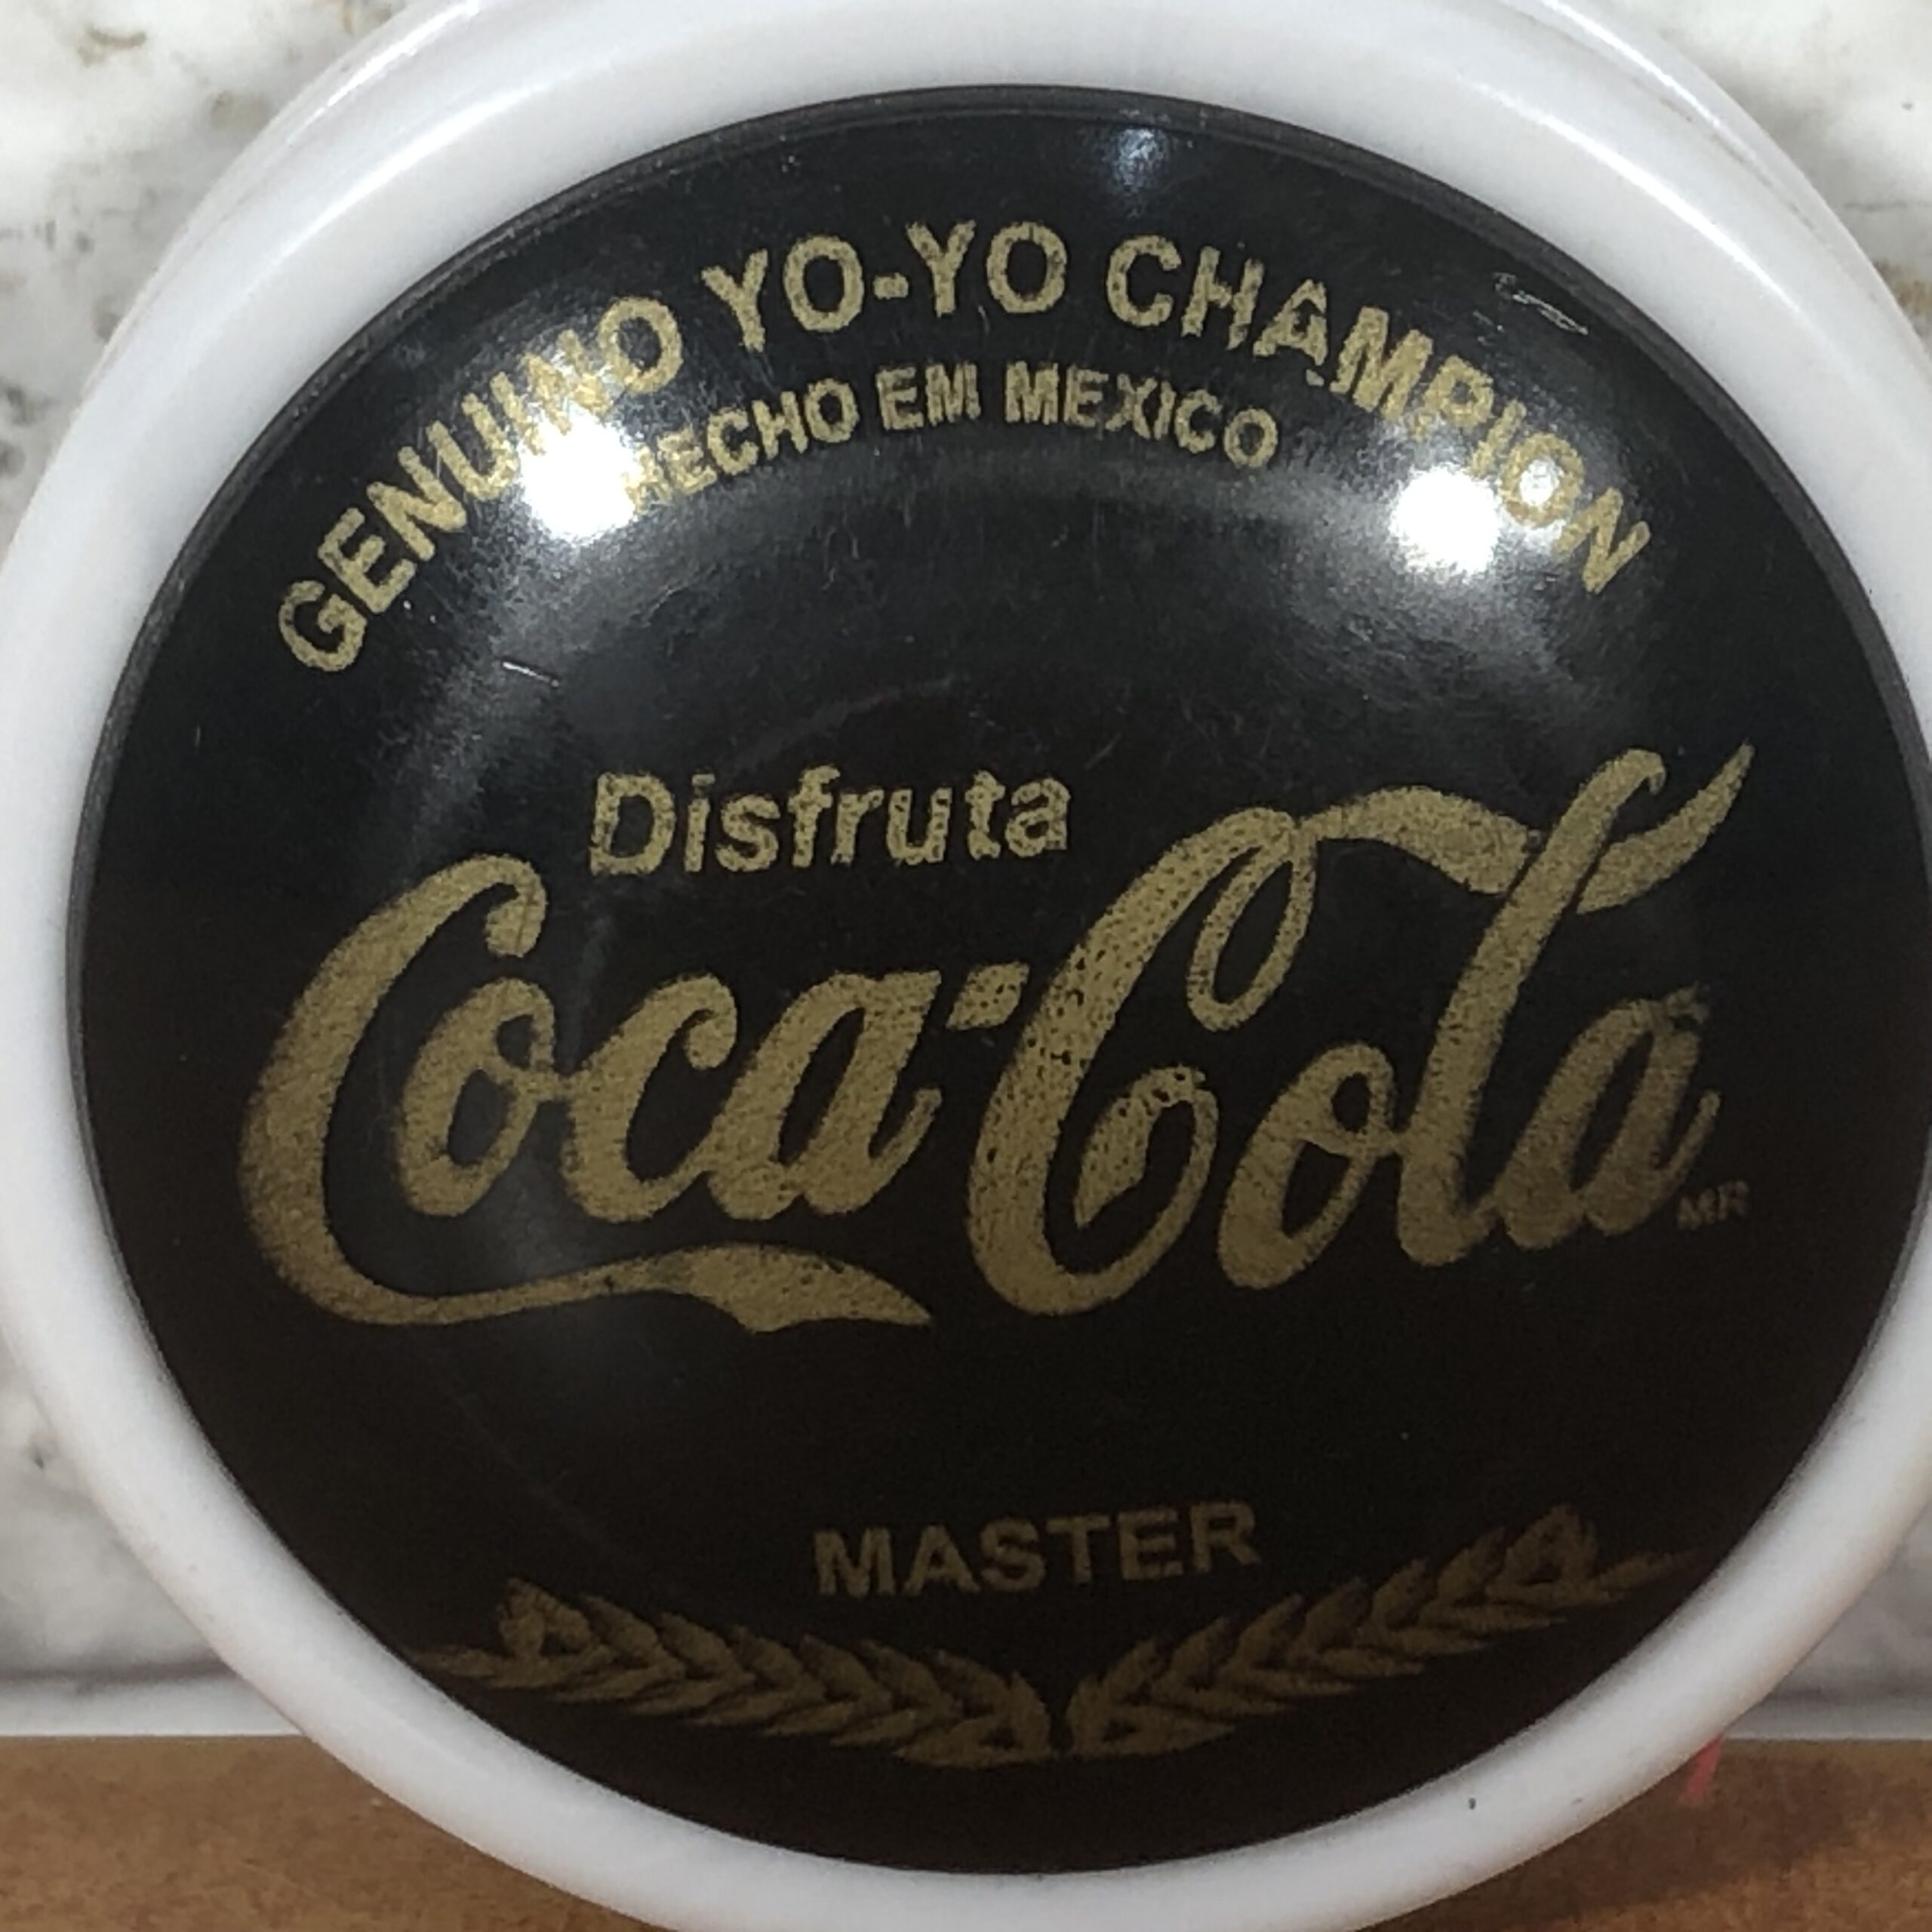 GENUINO YO-YO CHAMPION
HECHO EM MEXICO
Disfruta
Coca-Cola
MR
MASTER